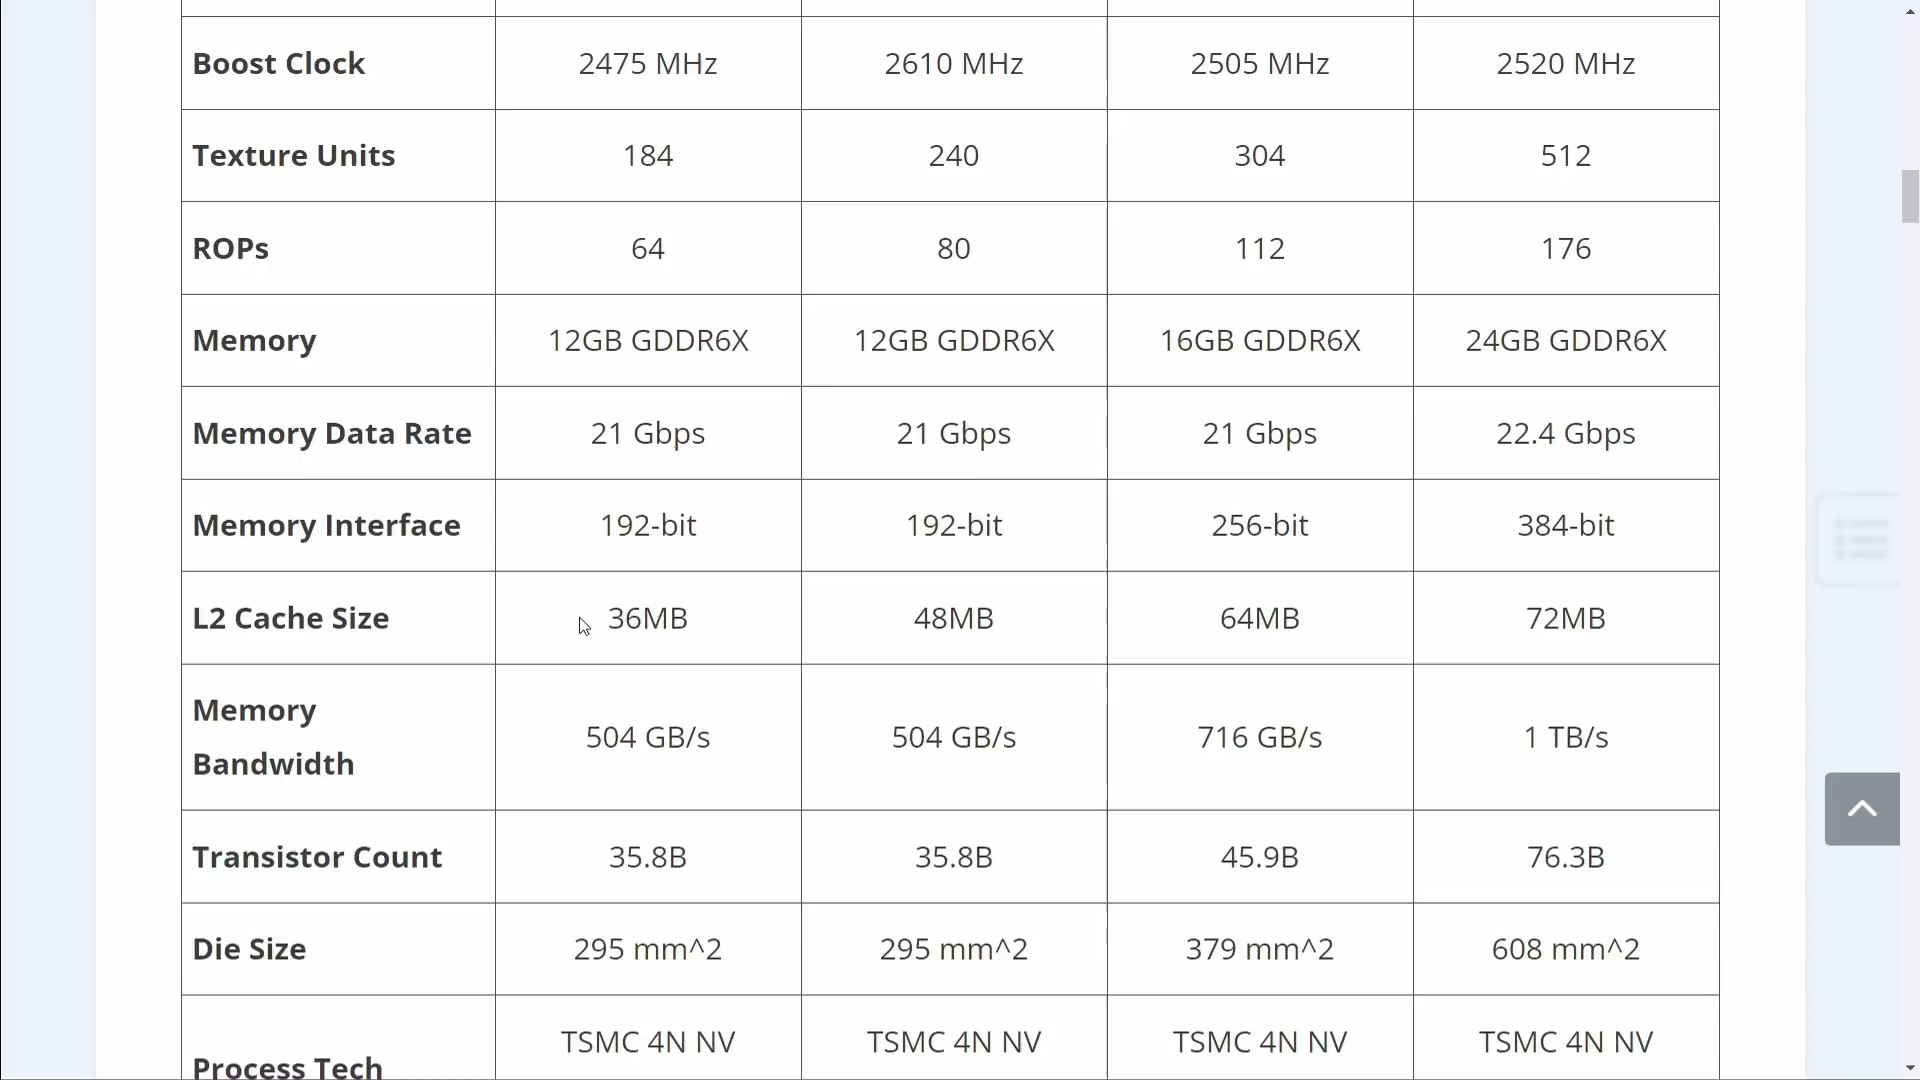 Boost Clock 2475 MHz 2610 MHz 2505 MHz 2520 MHz
Texture Units 184 240 304 512
ROPs 64 80 112 176
Memory 12GB GDDR6X 12GB GDDR6X 16GB GDDR6X 24GB GDDR6X
Memory Data Rate 21 Gbps 21 Gbps 21 Gbps 22.4 Gbps
Memory Interface 192-bit 192-bit 256-bit 384-bit
L2 Cache Size 36MB 48MB 64MB 72MB
Memory
Bandwidth 504 GB/s 504 GB/s 716 GB/s 1 TB/s
Transistor Count 35.8B 35.8B 45.9B 76.3B
Die Size 295 mm^2 295 mm^2 379 mm^2 608 mm^2
Process Tech TSMC 4N NV TSMC 4N NV TSMC 4N NV TSMC 4N NV